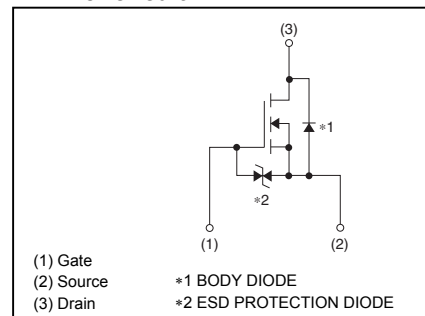 (3)
*1
*2
(1)
(2)
(1) Gate
(2) Source
(3) Drain
*1 BODY DIODE
*2 ESD PROTECTION DIODE